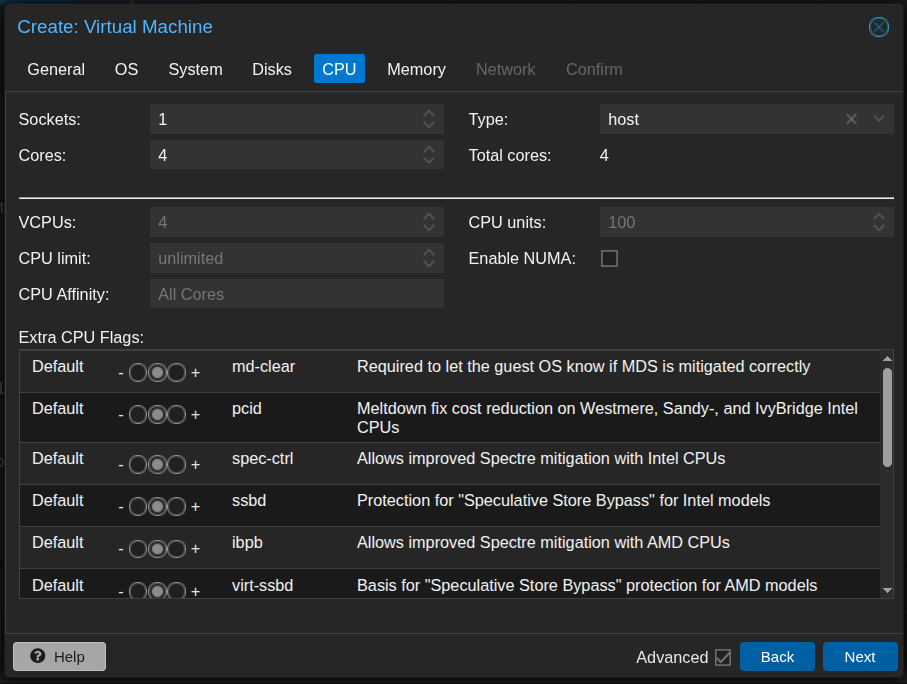 Create: Virtual Machine
General OS System Disks CPU Memory Network Confirm
Sockets: 1 Type: host
Cores: 4 Total cores: 4
VCPUs: 4 CPU units: 100
CPU limit: unlimited Enable NUMA:
CPU Affinity: All Cores
Extra CPU Flags:
Default - + md-clear Required to let the guest OS know if MDS is mitigated correctly
Default - + pcid Meltdown fix cost reduction on Westmere, Sandy-, and IvyBridge Intel
CPUs
Default - + spec-ctrl Allows improved Spectre mitigation with Intel CPUs
Default - + ssbd Protection for "Speculative Store Bypass" for Intel models
Default - + ibpb Allows improved Spectre mitigation with AMD CPUs
Default - + virt-ssbd Basis for "Speculative Store Bypass" protection for AMD models
? Help Advanced Back Next